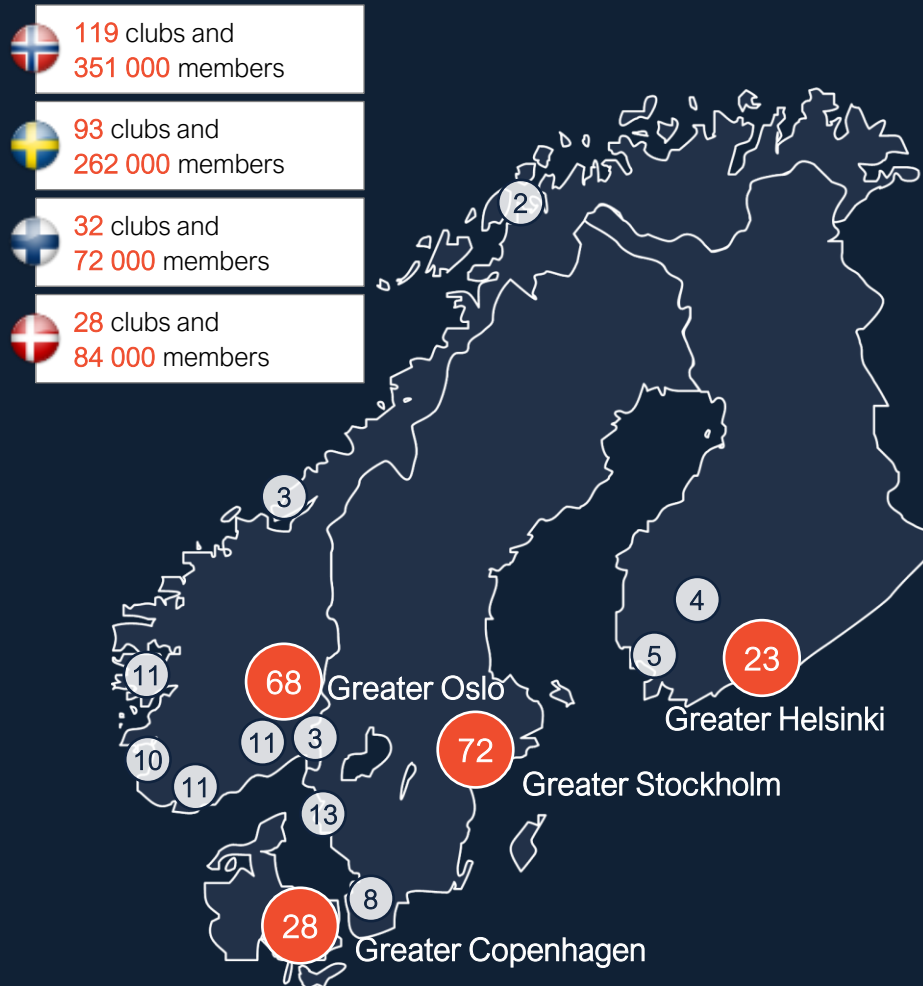 119 clubs and
351 000 members
93 clubs and
262 000 members
32 clubs and
72 000 members
28 clubs and
84 000 members
2
3
4
5
23
11
68
Greater Oslo
Greater Helsinki
11
3
72
10
11
Greater Stockholm
13
8
28
Greater Copenhagen